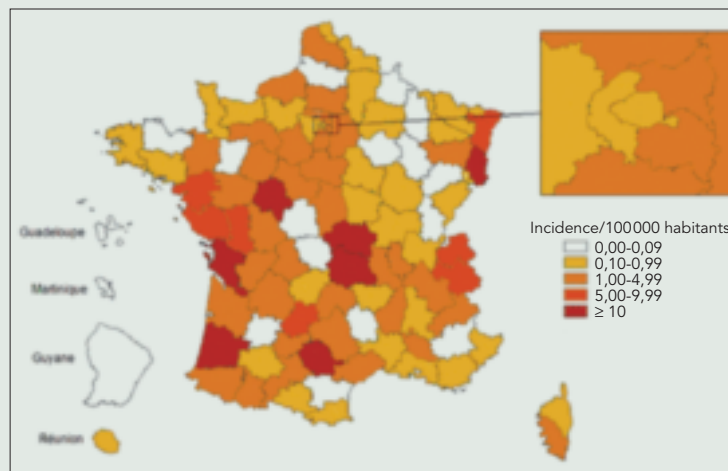 Guadeloupe
Martinique
Guyane
Réunion
Incidence/100000 habitants
0,00-0,09
0,10-0,99
1,00-4,99
5,00-9,99
≥ 10